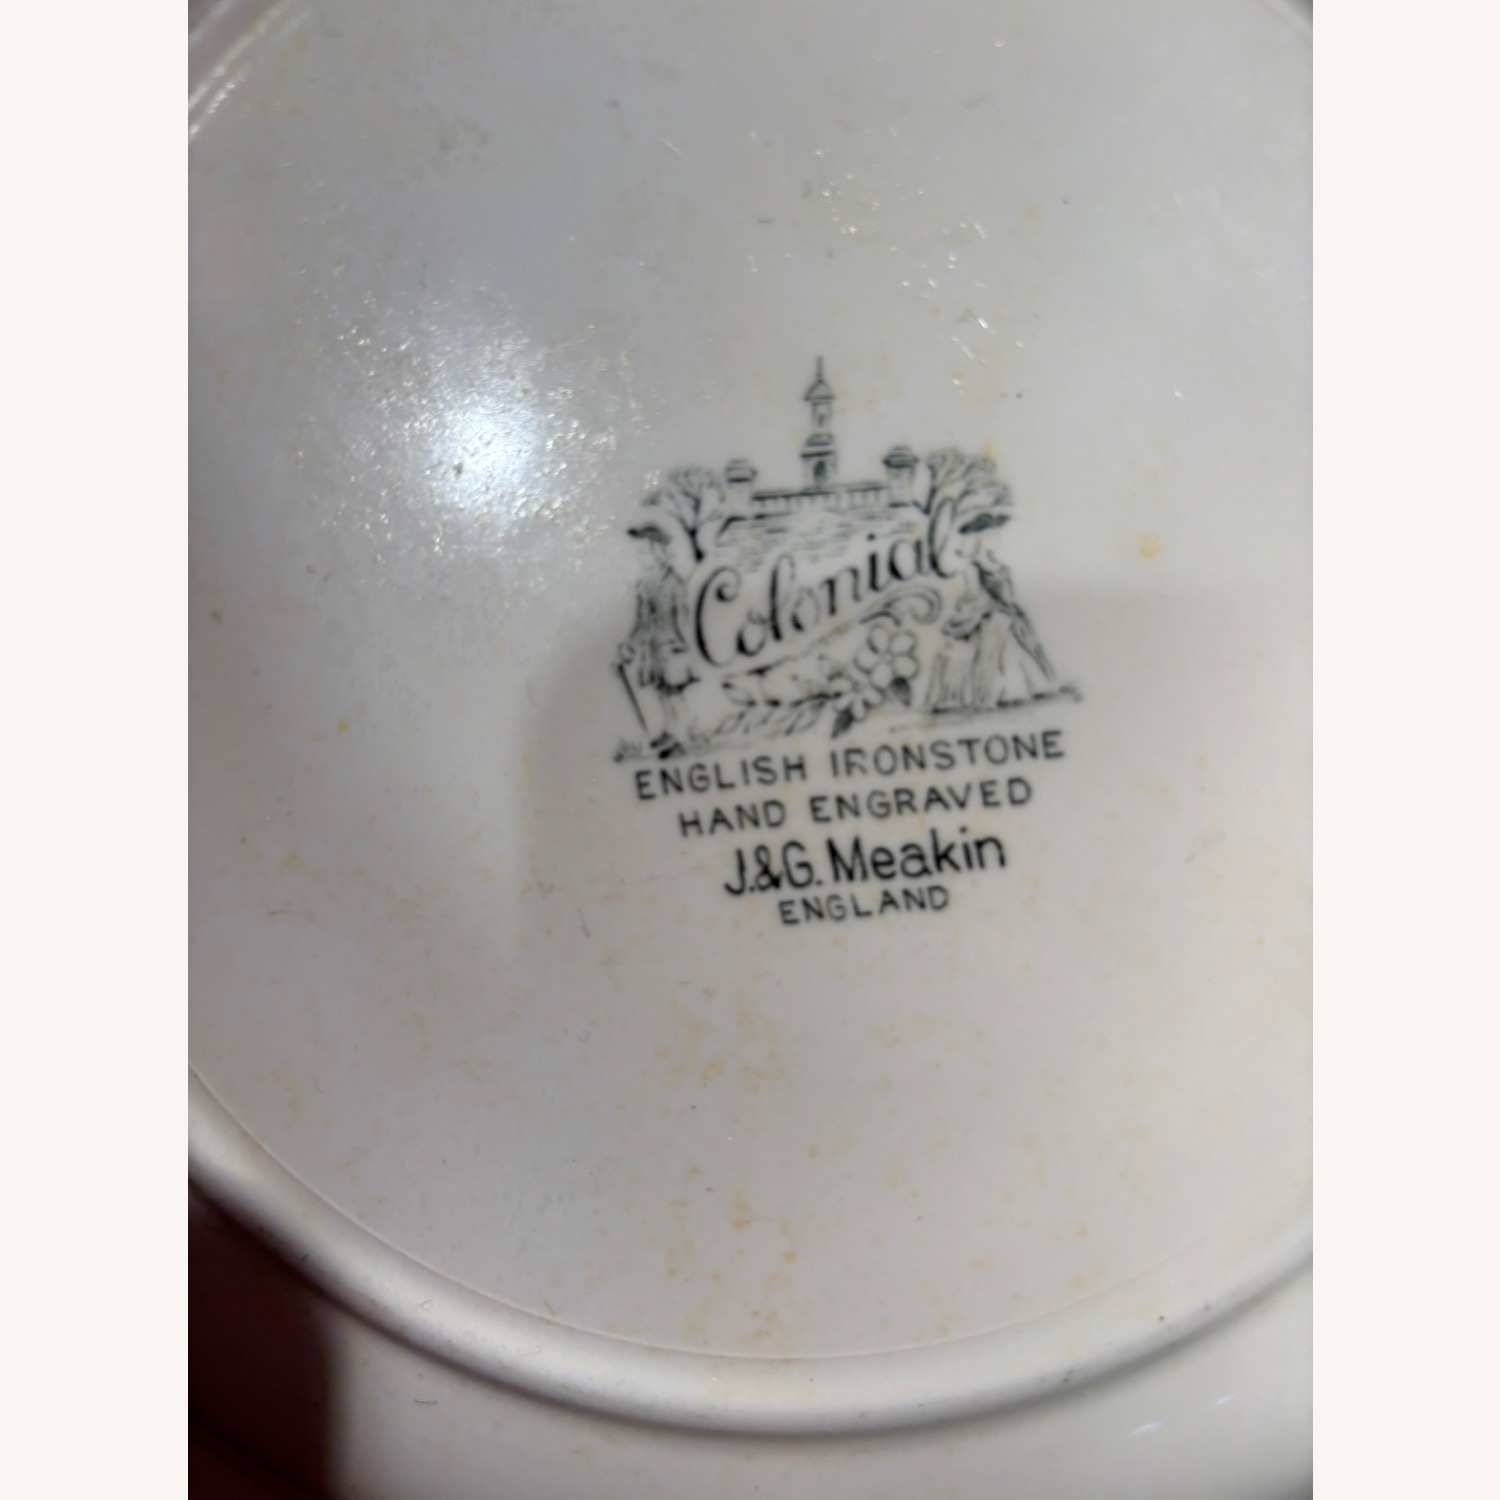 Colonial
ENGLISH IRONSTONE
HAND ENGRAVED
J.&G. Meakin
ENGLAND